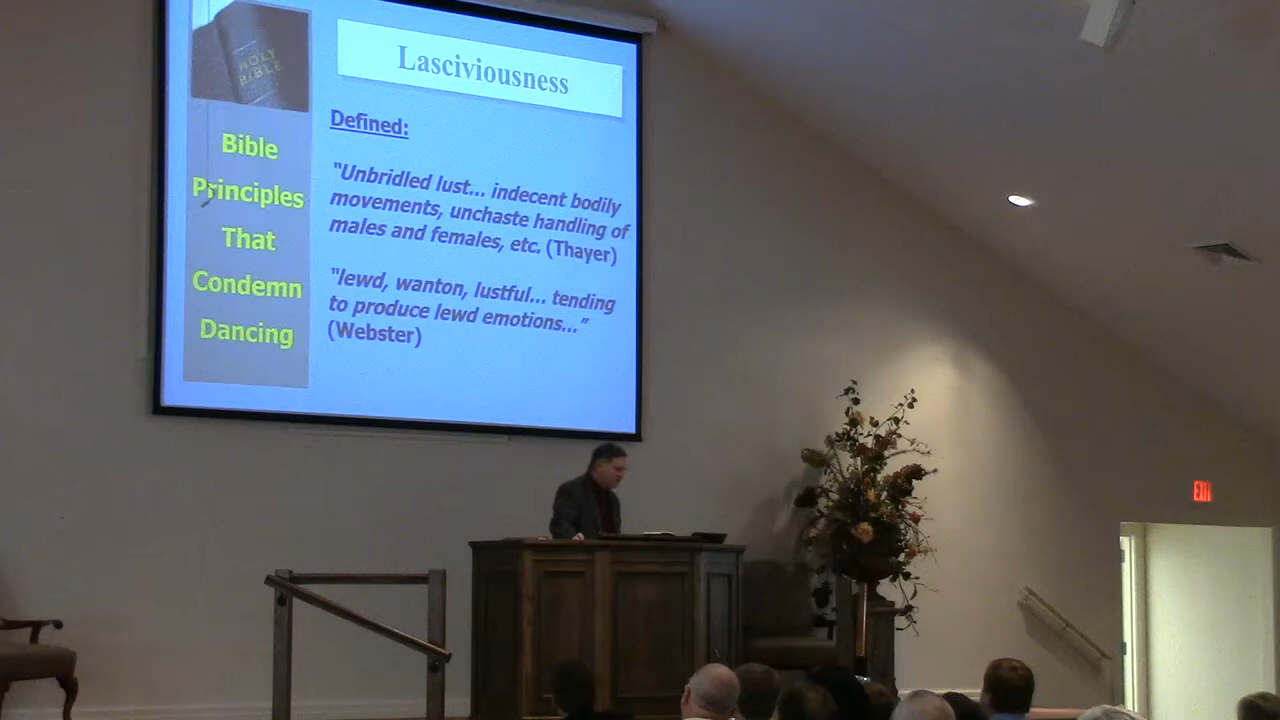 HOLY
BIBLE
Bible
Principles
That
Condemn
Dancing
Lasciviousness
Defined:
"Unbridled lust... indecent bodily
movements, unchaste handling of
males and females, etc. (Thayer)
"lewd, wanton, lustful... tending
to produce lewd emotions..."
(Webster)
EXIT